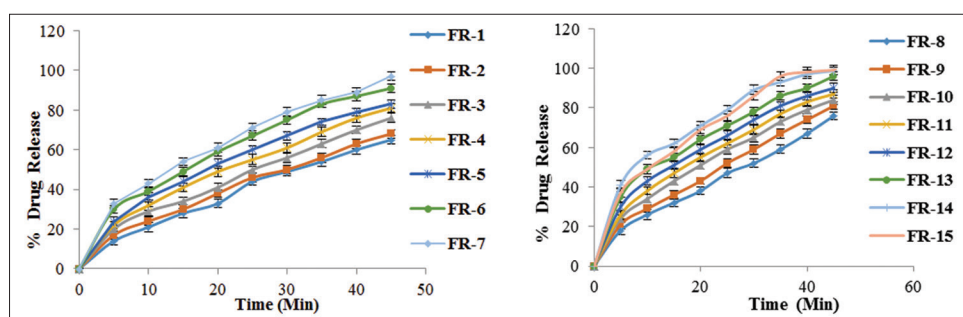 % Drug Release
120
100
80
60
40
20
0
0 10 20 30 40 50
Time (Min)
FR-1
FR-2
FR-3
FR-4
FR-5
FR-6
FR-7
% Drug Release
120
100
80
60
40
20
0
0 20 40 60
Time (Min)
FR-8
FR-9
FR-10
FR-11
FR-12
FR-13
FR-14
FR-15